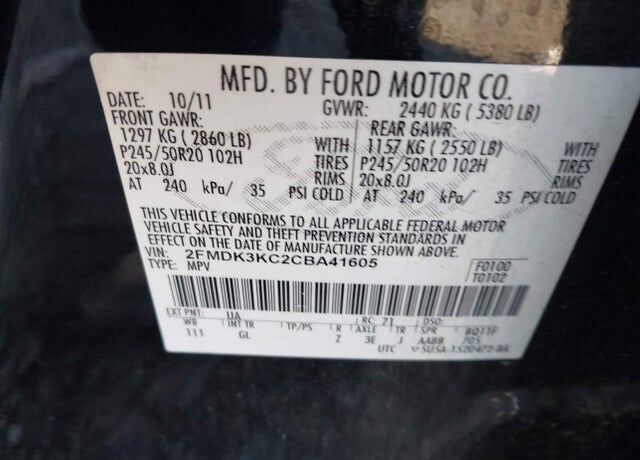 MFD. BY FORD MOTOR CO.
DATE: 10/11 GVWR: 2440 KG ( 5380 LB)
FRONT GAWR: REAR GAWR:
1297 KG ( 2860 LB) WITH 1157 KG ( 2550 LB) WITH
P245/50R20 102H TIRES P245/50R20 102H TIRES
20x8.0J RIMS 20x8.0J RIMS
AT 240 kPa/ 35 PSI COLD AT 240 kPa/ 35 PSI COLD
THIS VEHICLE CONFORMS TO ALL APPLICABLE FEDERAL MOTOR
VEHICLE SAFETY AND THEFT PREVENTION STANDARDS IN
EFFECT ON THE DATE OF MANUFACTURE SHOWN ABOVE.
VIN: 2FMDK3KC2CBA41605 F0100
TYPE: MPV T0102
EXT PNT: UA RC: 71 DSO:
WB INT TR TP/PS R AXLE TR SPR BQ11F
111 GL Z 3E J AABB 705
UTC